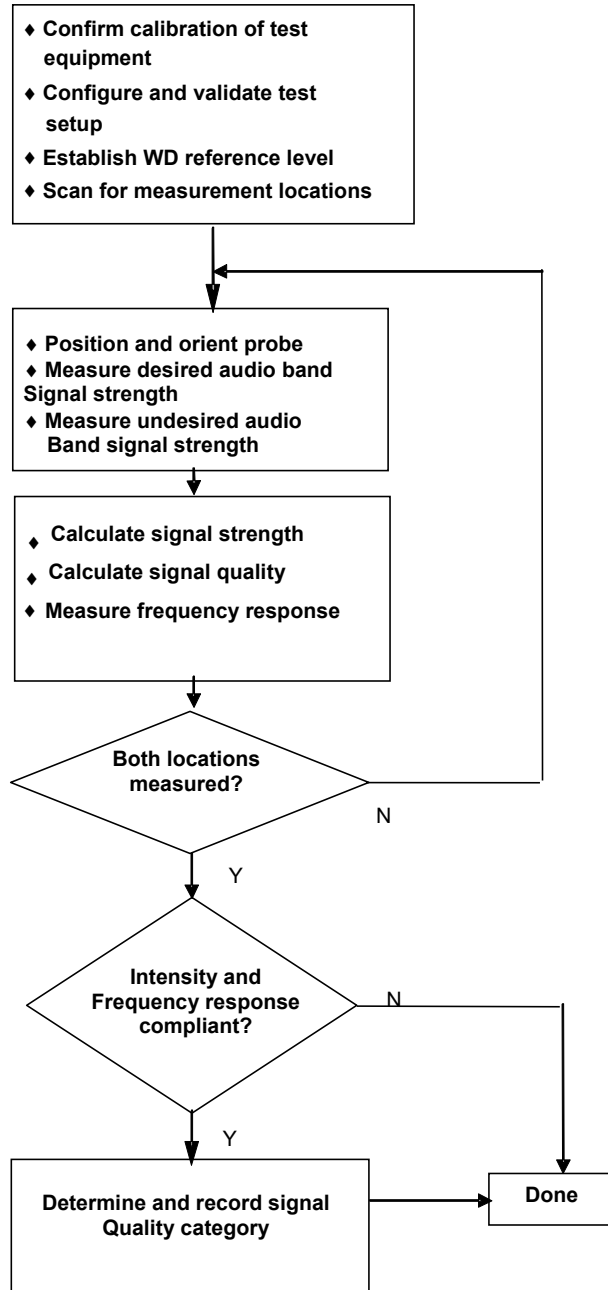 ♦ Confirm calibration of test
equipment
♦ Configure and validate test
setup
♦ Establish WD reference level
♦ Scan for measurement locations
♦ Position and orient probe
♦ Measure desired audio band
Signal strength
♦ Measure undesired audio
Band signal strength
♦ Calculate signal strength
♦ Calculate signal quality
♦ Measure frequency response
Both locations
measured?
N
Y
Intensity and
Frequency response
compliant?
N
Y
Determine and record signal
Quality category
Done